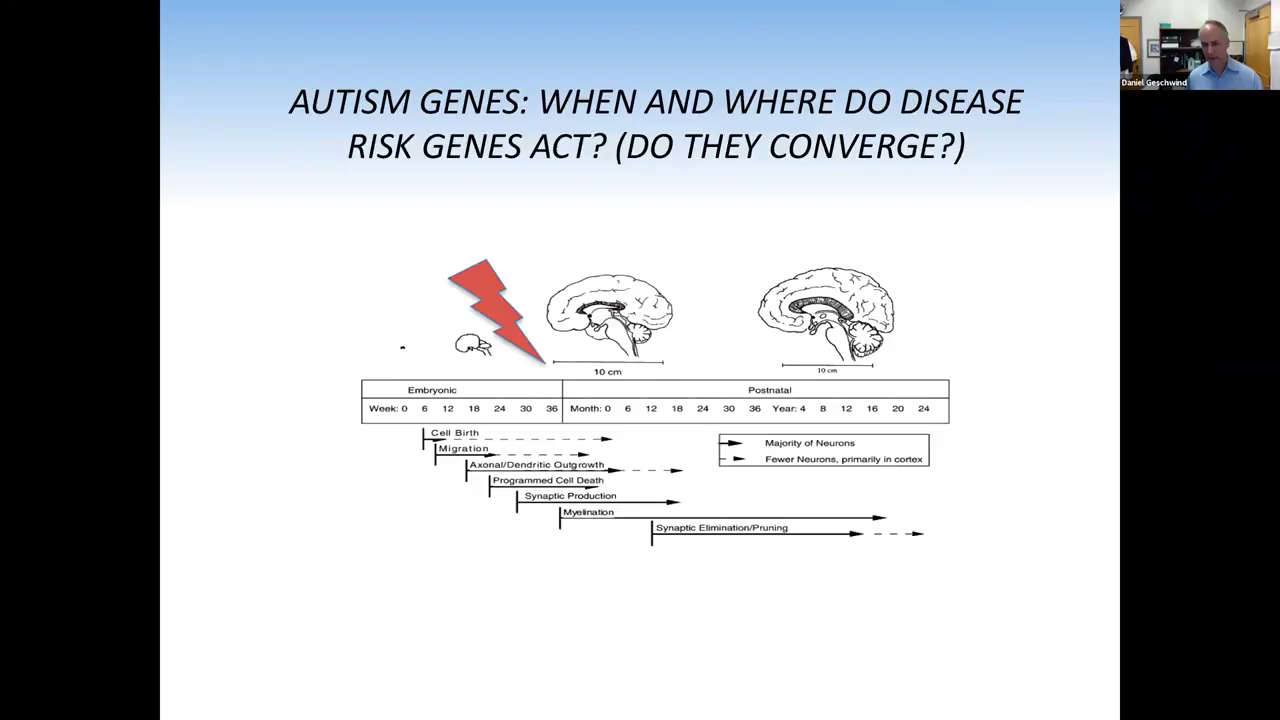 Daniel Geschwind
AUTISM GENES: WHEN AND WHERE DO DISEASE
RISK GENES ACT? (DO THEY CONVERGE?)
10 cm
10 cm
Embryonic Postnatal
Week: 0 6 12 18 24 30 36 Month: 0 6 12 18 24 30 36 Year: 4 8 12 16 20 24
Cell Birth
Migration
Axonal/Dendritic Outgrowth
Programmed Cell Death
Synaptic Production
Myelination
Synaptic Elimination/Pruning
Majority of Neurons
Fewer Neurons, primarily in cortex